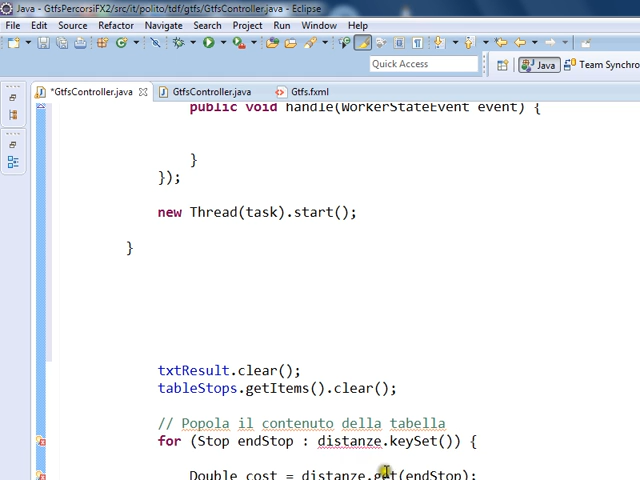 Java - GtfsPercorsiFX2/src/it/polito/tdf/gtfs/GtfsController.java - Eclipse
File Edit Source Refactor Navigate Search Project Run Window Help
Quick Access Java Team Synchro
*GtfsController.java GtfsController.java Gtfs.fxml
public void handle(WorkerStateEvent event) {
}
});
new Thread(task).start();
}
txtResult.clear();
tableStops.getItems().clear();
// Popola il contenuto della tabella
for (Stop endStop : distanze.keySet()) {
Double cost = distanze.get(endStop);